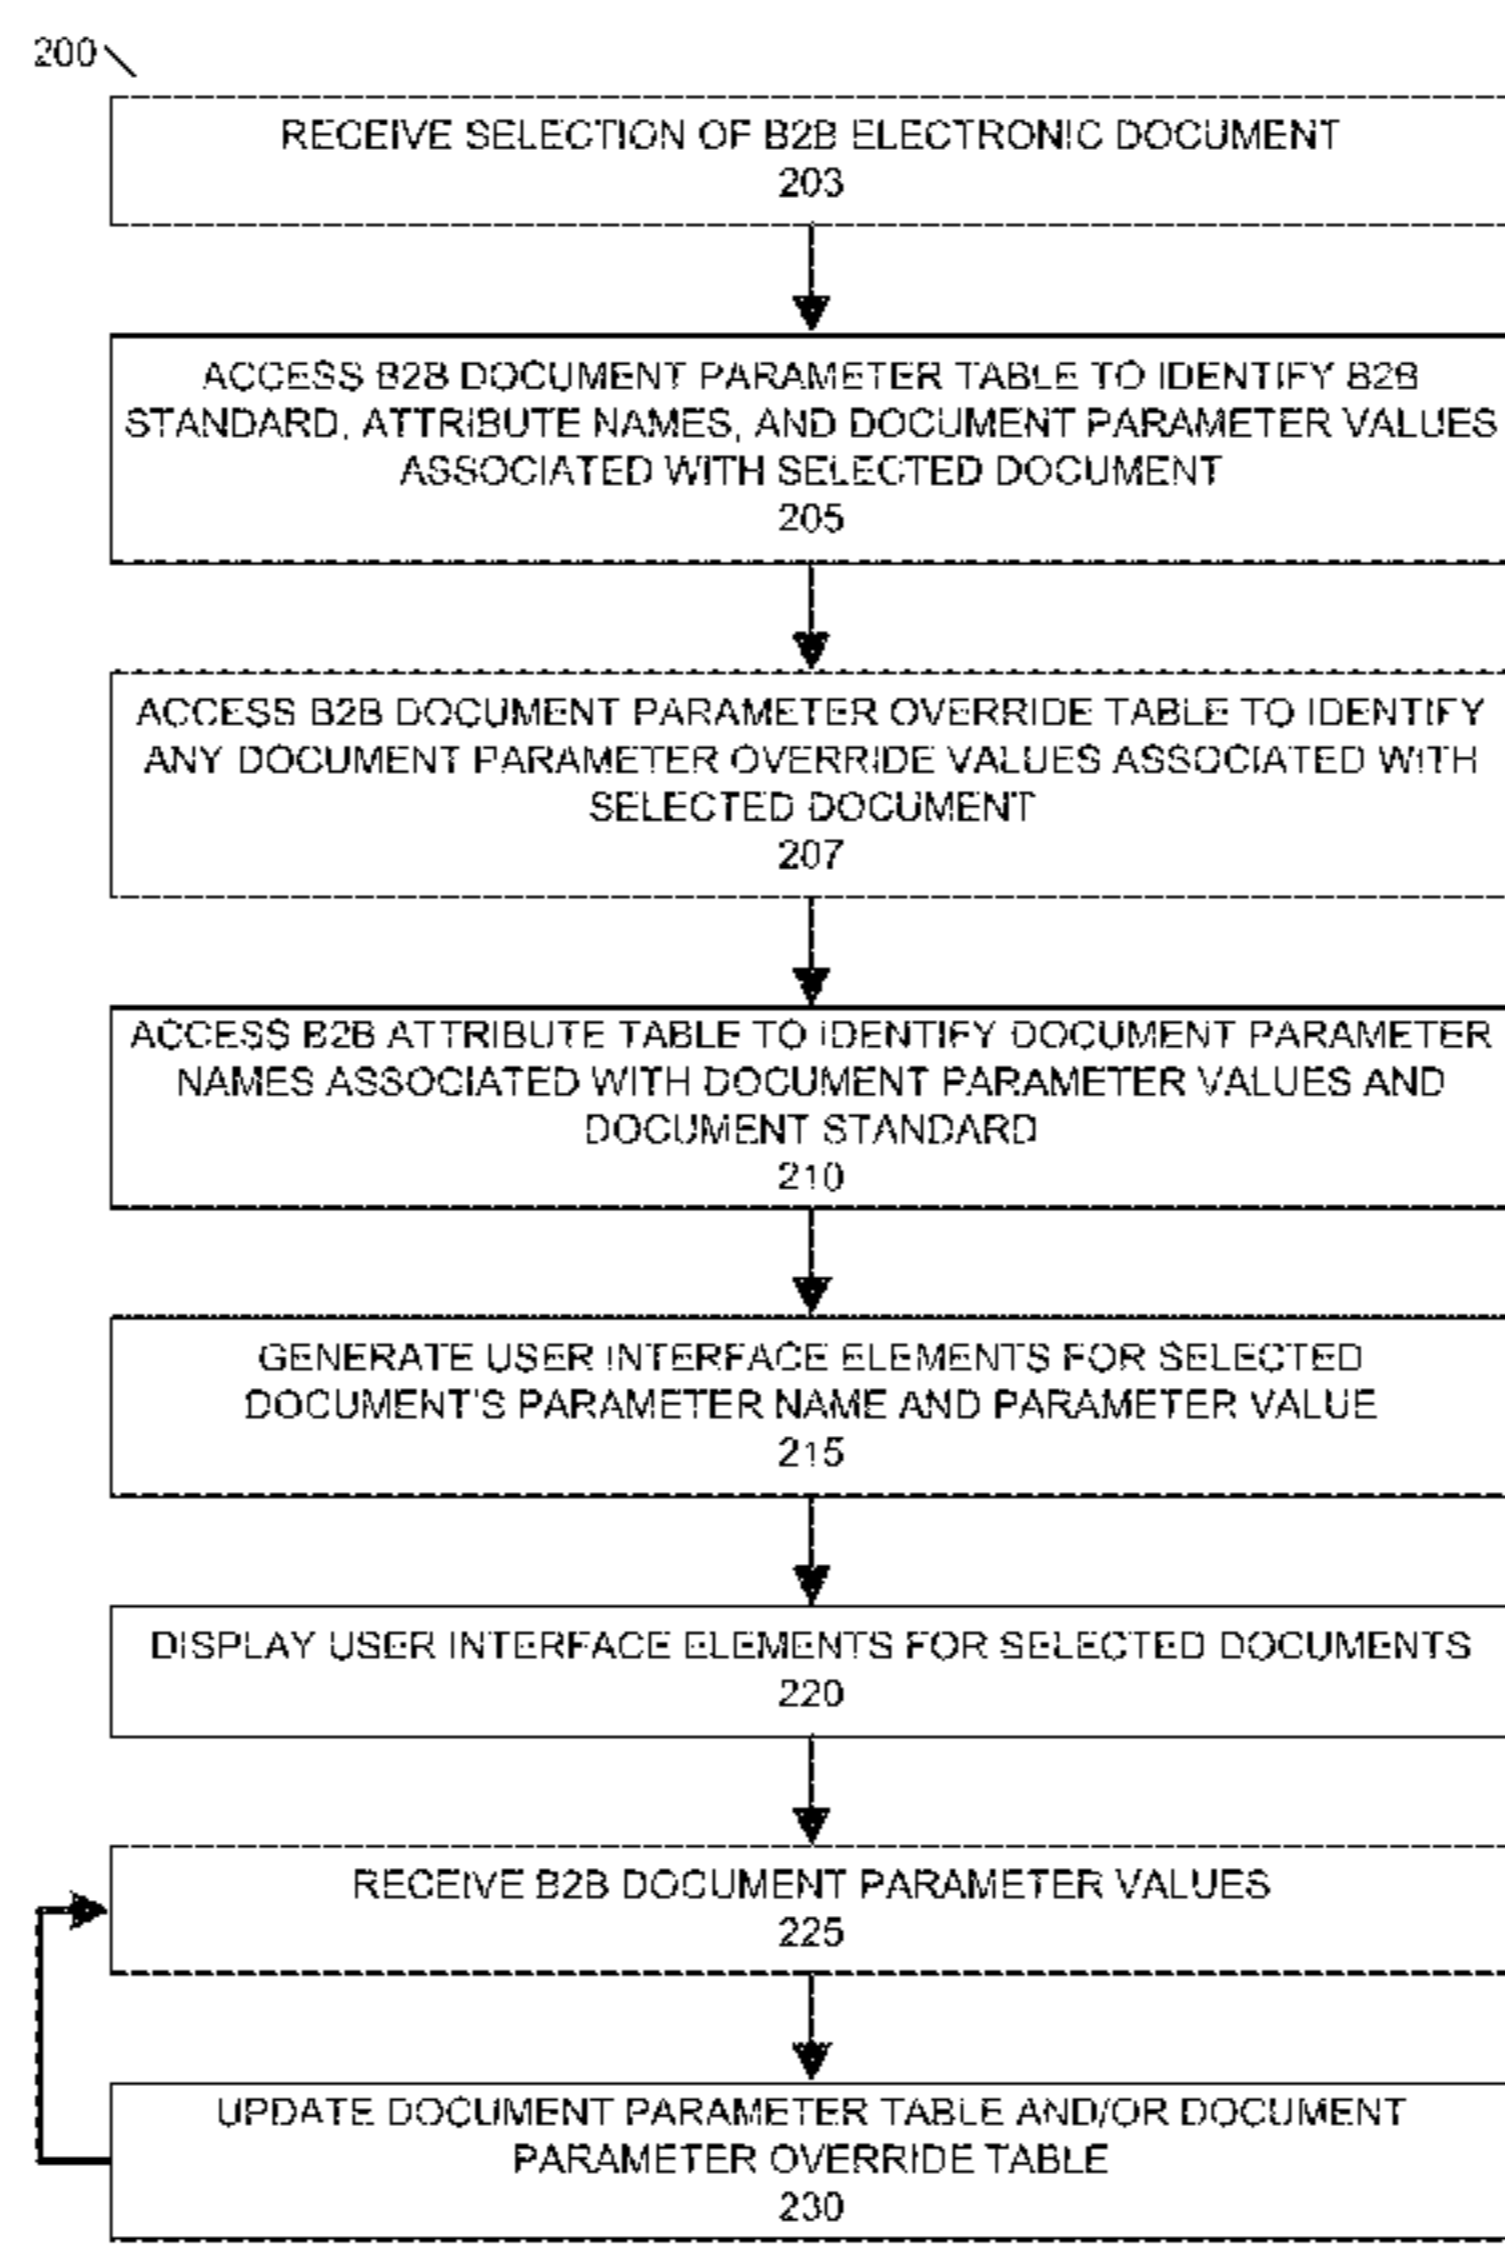 200
RECEIVE SELECTION OF B2B ELECTRONIC DOCUMENT
203
ACCESS B2B DOCUMENT PARAMETER TABLE TO IDENTIFY B2B
STANDARD, ATTRIBUTE NAMES, AND DOCUMENT PARAMETER VALUES
ASSOCIATED WITH SELECTED DOCUMENT
205
ACCESS B2B DOCUMENT PARAMETER OVERRIDE TABLE TO IDENTIFY
ANY DOCUMENT PARAMETER OVERRIDE VALUES ASSOCIATED WITH
SELECTED DOCUMENT
207
ACCESS B2B ATTRIBUTE TABLE TO IDENTIFY DOCUMENT PARAMETER
NAMES ASSOCIATED WITH DOCUMENT PARAMETER VALUES AND
DOCUMENT STANDARD
210
GENERATE USER INTERFACE ELEMENTS FOR SELECTED
DOCUMENT'S PARAMETER NAME AND PARAMETER VALUE
215
DISPLAY USER INTERFACE ELEMENTS FOR SELECTED DOCUMENTS
220
RECEIVE B2B DOCUMENT PARAMETER VALUES
225
UPDATE DOCUMENT PARAMETER TABLE AND/OR DOCUMENT
PARAMETER OVERRIDE TABLE
230